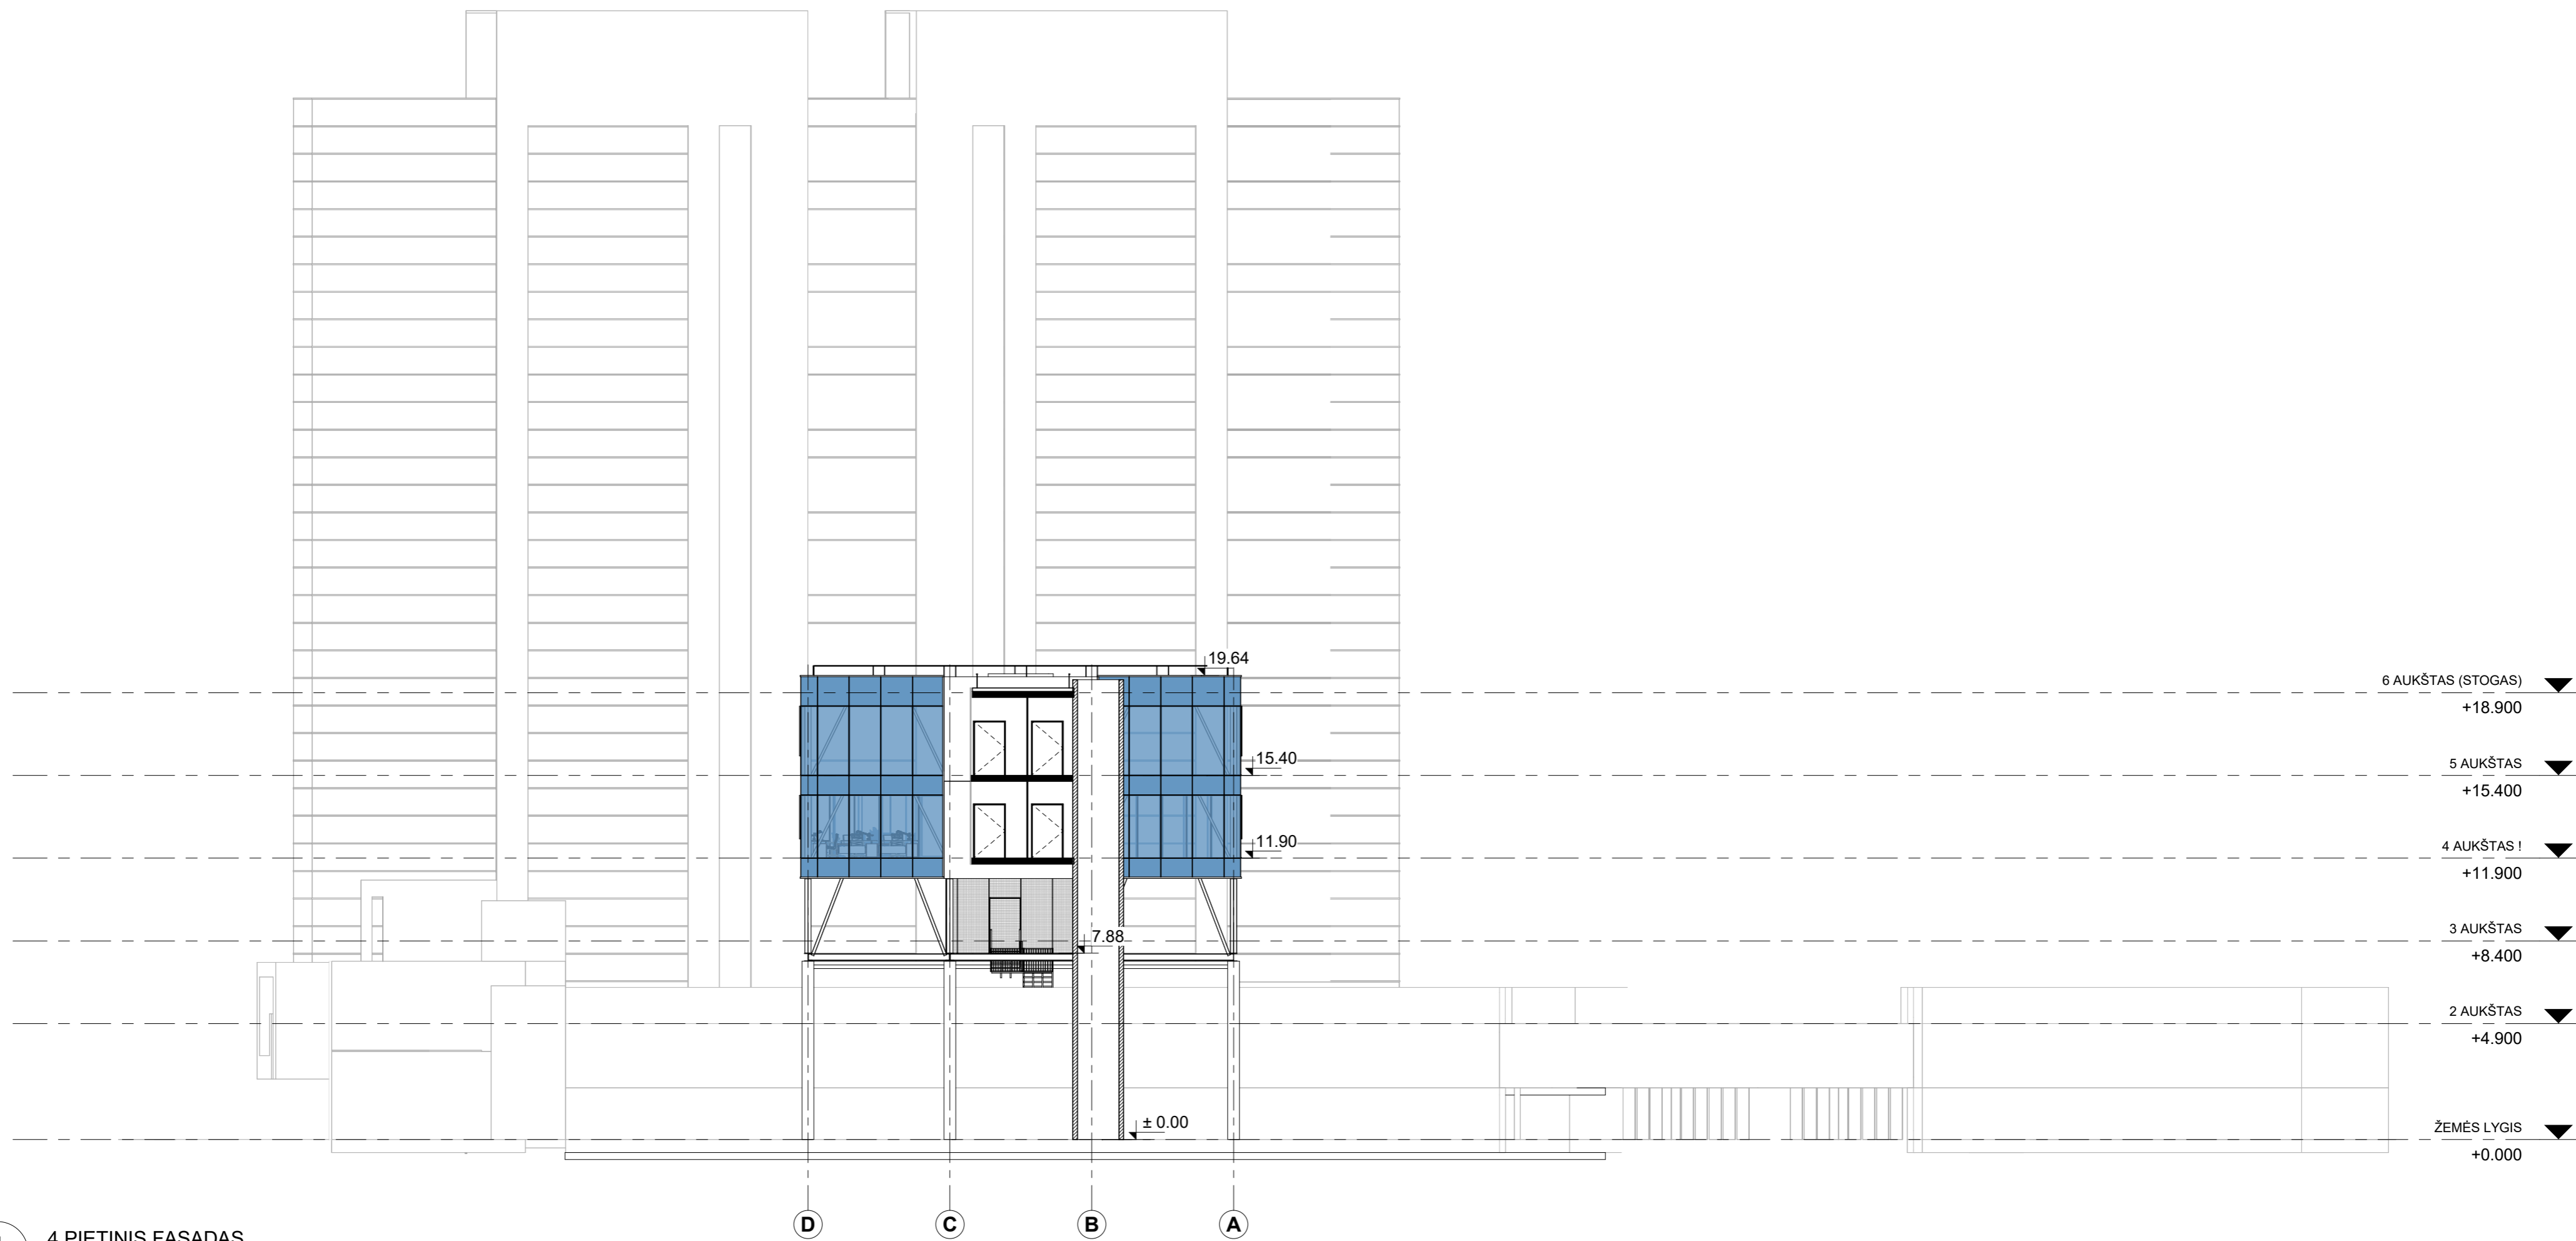 19.64
6 AUKŠTAS (STOGAS)
+18.900
15.40
5 AUKŠTAS
+15.400
11.90
4 AUKŠTAS !
+11.900
7.88
3 AUKŠTAS
+8.400
2 AUKŠTAS
+4.900
± 0.00
ŽEMĖS LYGIS
+0.000
D C B A
4 PIETINIS FASADAS